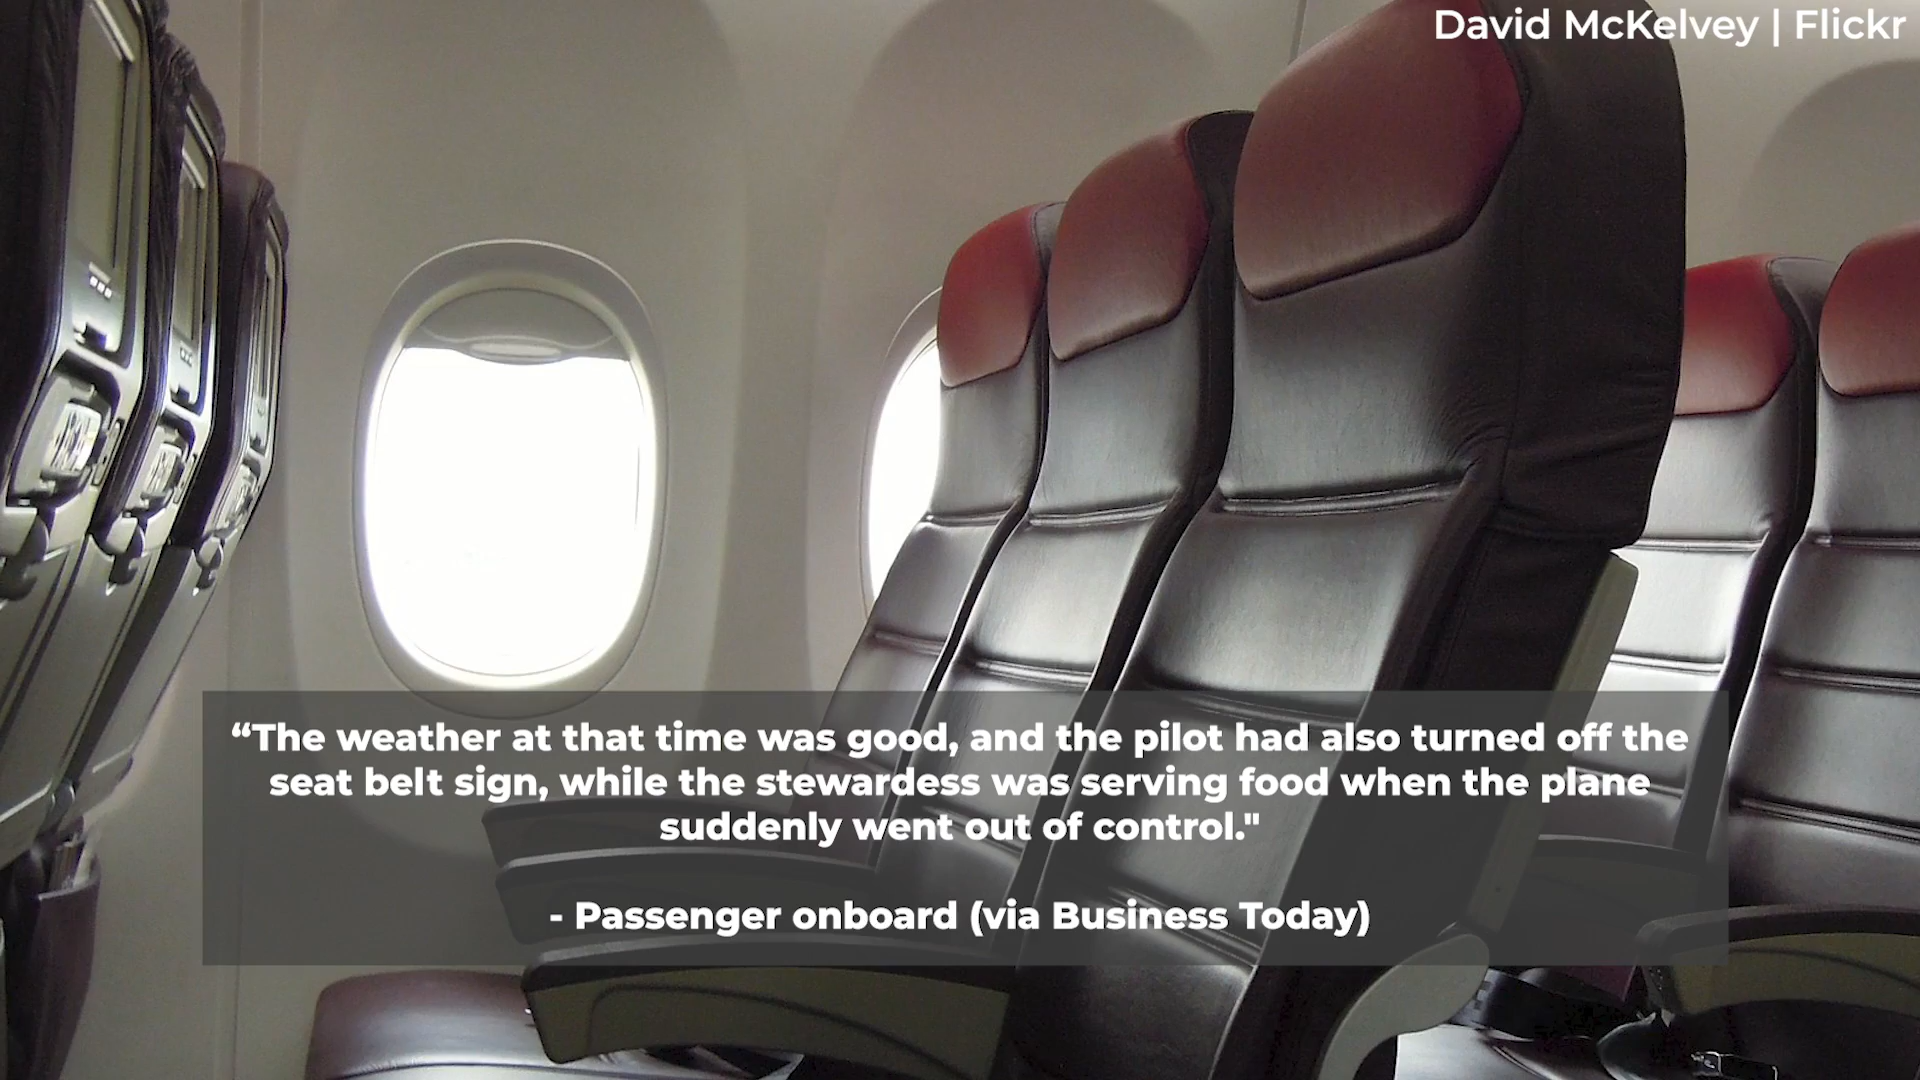 David McKelvey | Flickr
“The weather at that time was good, and the pilot had also turned off the
seat belt sign, while the stewardess was serving food when the plane
suddenly went out of control."
- Passenger onboard (via Business Today)